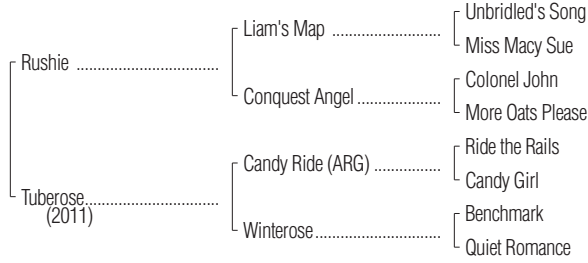 Unbridled's Song
Liam's Map ......................
Miss Macy Sue
Rushie .............................
Colonel John
Conquest Angel .................
More Oats Please
Ride the Rails
Candy Ride (ARG) ..............
Candy Girl
Tuberose...........................
(2011)
Benchmark
Winterose.........................
Quiet Romance